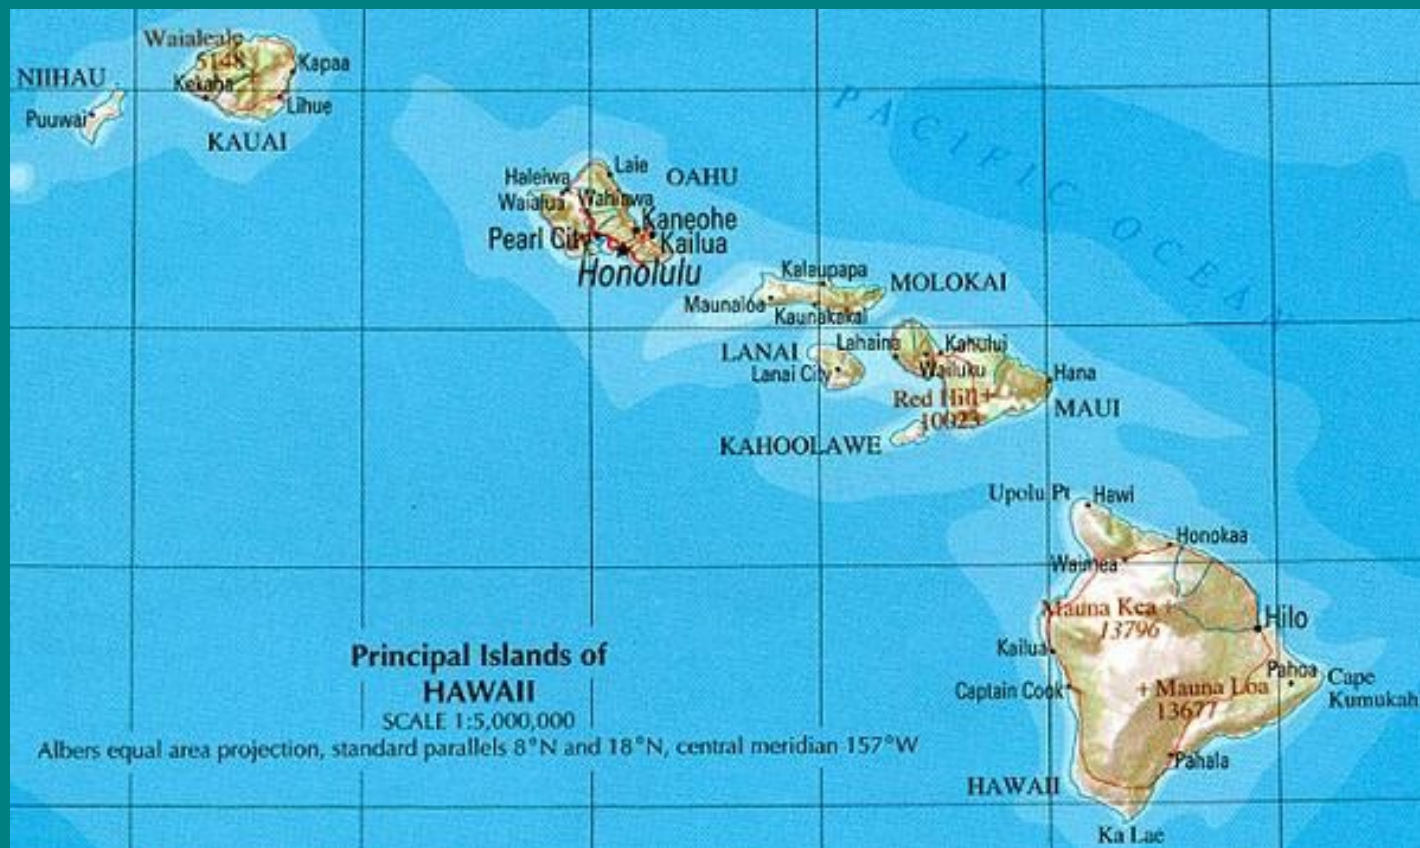 Waialeale
5148
Kapaa
NIIHAU
Kekaha
Lihue
Puuwai
KAUAI
PACIFIC OCEAN
Laie
Haleiwa
OAHU
Waialua
Wahiawa
Kaneohe
Pearl City
Kailua
Honolulu
Kalaupapa
MOLOKAI
Maunaloa
Kaunakakai
Lahaina
Kahului
LANAI
Wailuku
Lanai City
Hana
Red Hill
10023
MAUI
KAHOOLAWE
Upolu Pt
Hawi
Honokaa
Waimea
Mauna Kea
13796
Hilo
Kailua
Pahoa
Cape
Kumukahi
Captain Cook
Mauna Loa
13677
Pahala
HAWAII
Ka Lae
Principal Islands of
HAWAII
SCALE 1:5,000,000
Albers equal area projection, standard parallels 8°N and 18°N, central meridian 157°W